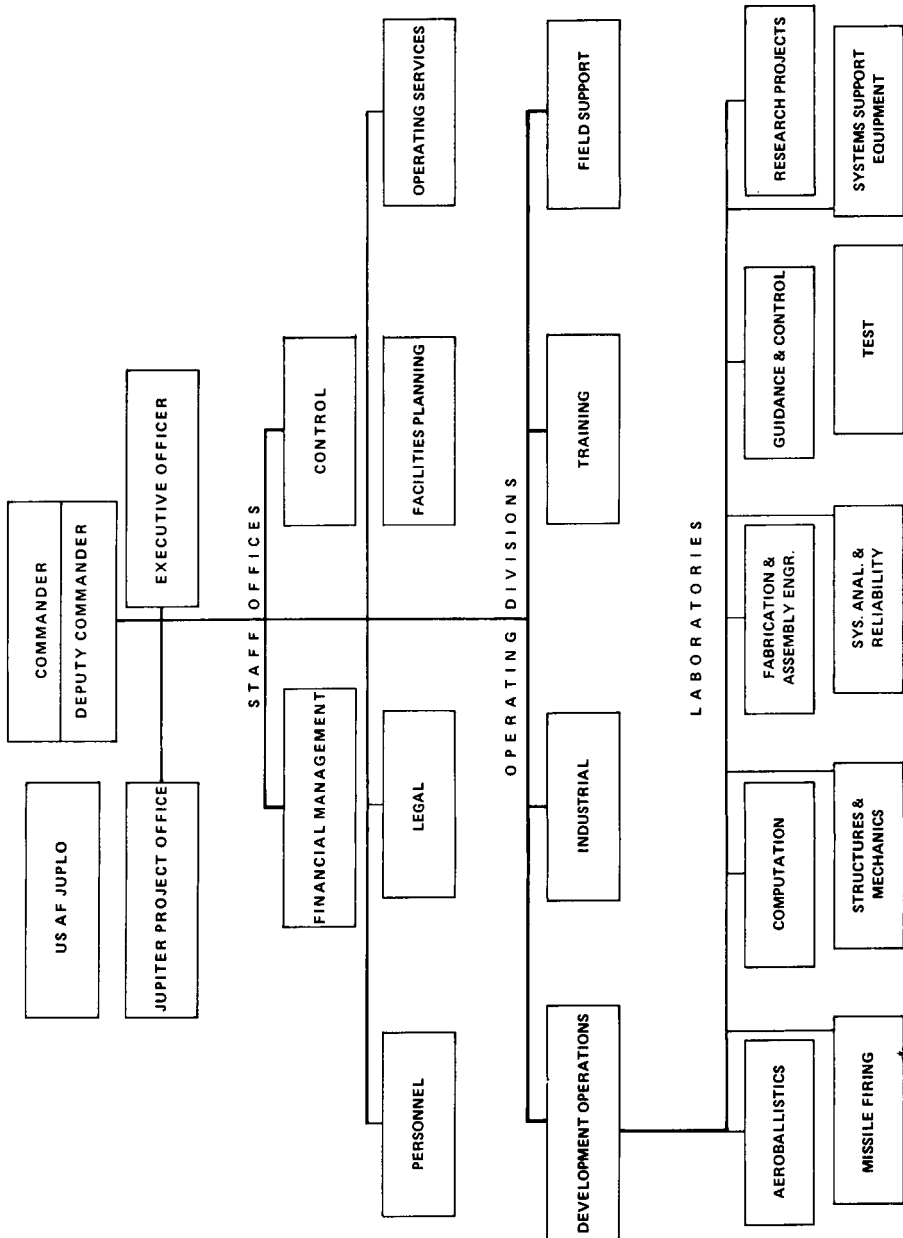 COMMANDER
DEPUTY COMMANDER
US AF JUPLO
JUPITER PROJECT OFFICE
EXECUTIVE OFFICER
STAFF OFFICES
FINANCIAL MANAGEMENT
CONTROL
PERSONNEL
LEGAL
FACILITIES PLANNING
OPERATING SERVICES
OPERATING DIVISIONS
DEVELOPMENT OPERATIONS
INDUSTRIAL
TRAINING
FIELD SUPPORT
LABORATORIES
AEROBALLISTICS
COMPUTATION
FABRICATION &
ASSEMBLY ENGR.
GUIDANCE & CONTROL
RESEARCH PROJECTS
MISSILE FIRING
STRUCTURES &
MECHANICS
SYS. ANAL. &
RELIABILITY
TEST
SYSTEMS SUPPORT
EQUIPMENT